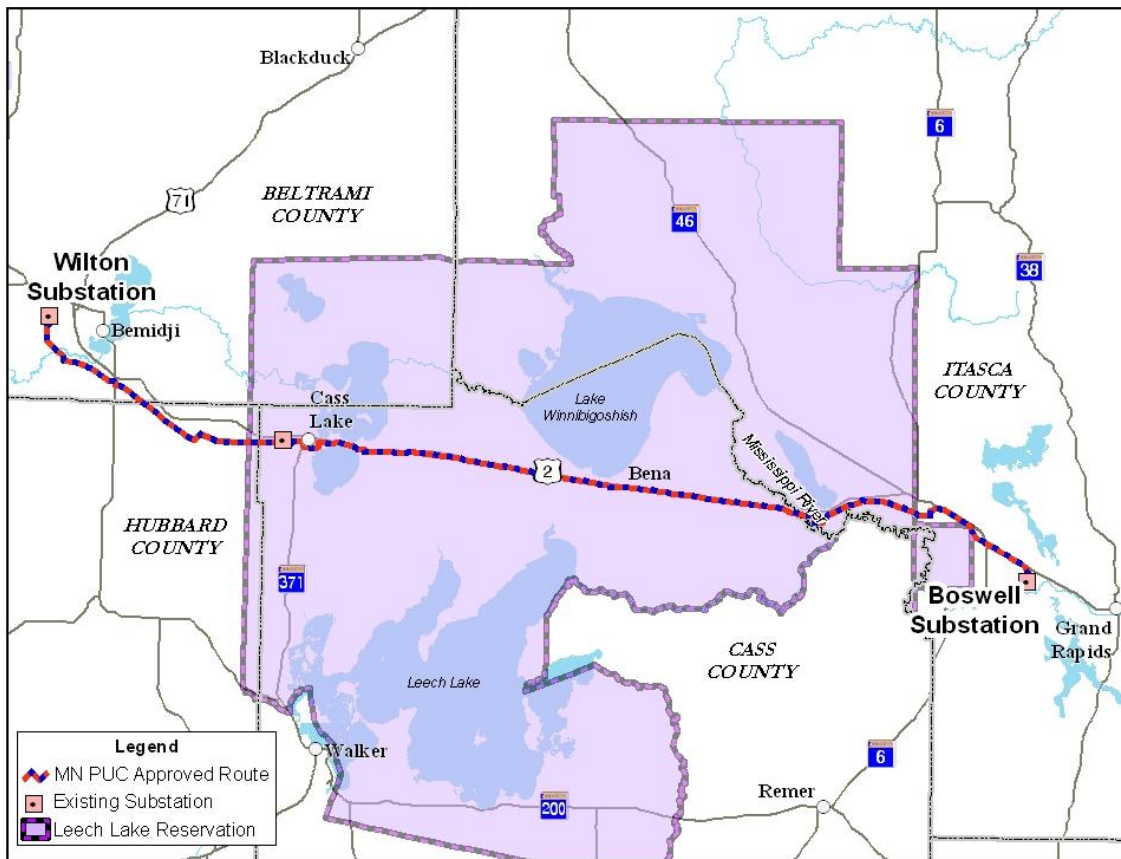 Blackduck
6
71
BELTRAMI
COUNTY
46
Wilton
Substation
38
Bemidji
ITASCA
COUNTY
Cass
Lake
Lake
Winnibigoshish
2
Bena
Mississippi River
HUBBARD
COUNTY
371
Boswell
Substation
Grand
Rapids
CASS
COUNTY
Leech Lake
Walker
6
Remer
200
Legend
MN PUC Approved Route
Existing Substation
Leech Lake Reservation